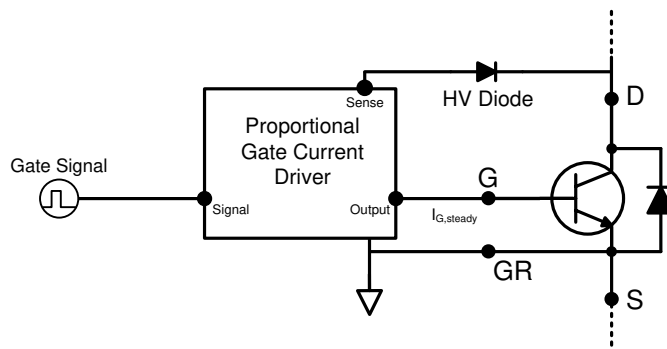 Sense
HV Diode
D
Proportional
Gate Current
Driver
Gate Signal
G
Signal
Output
I_G,steady
GR
S